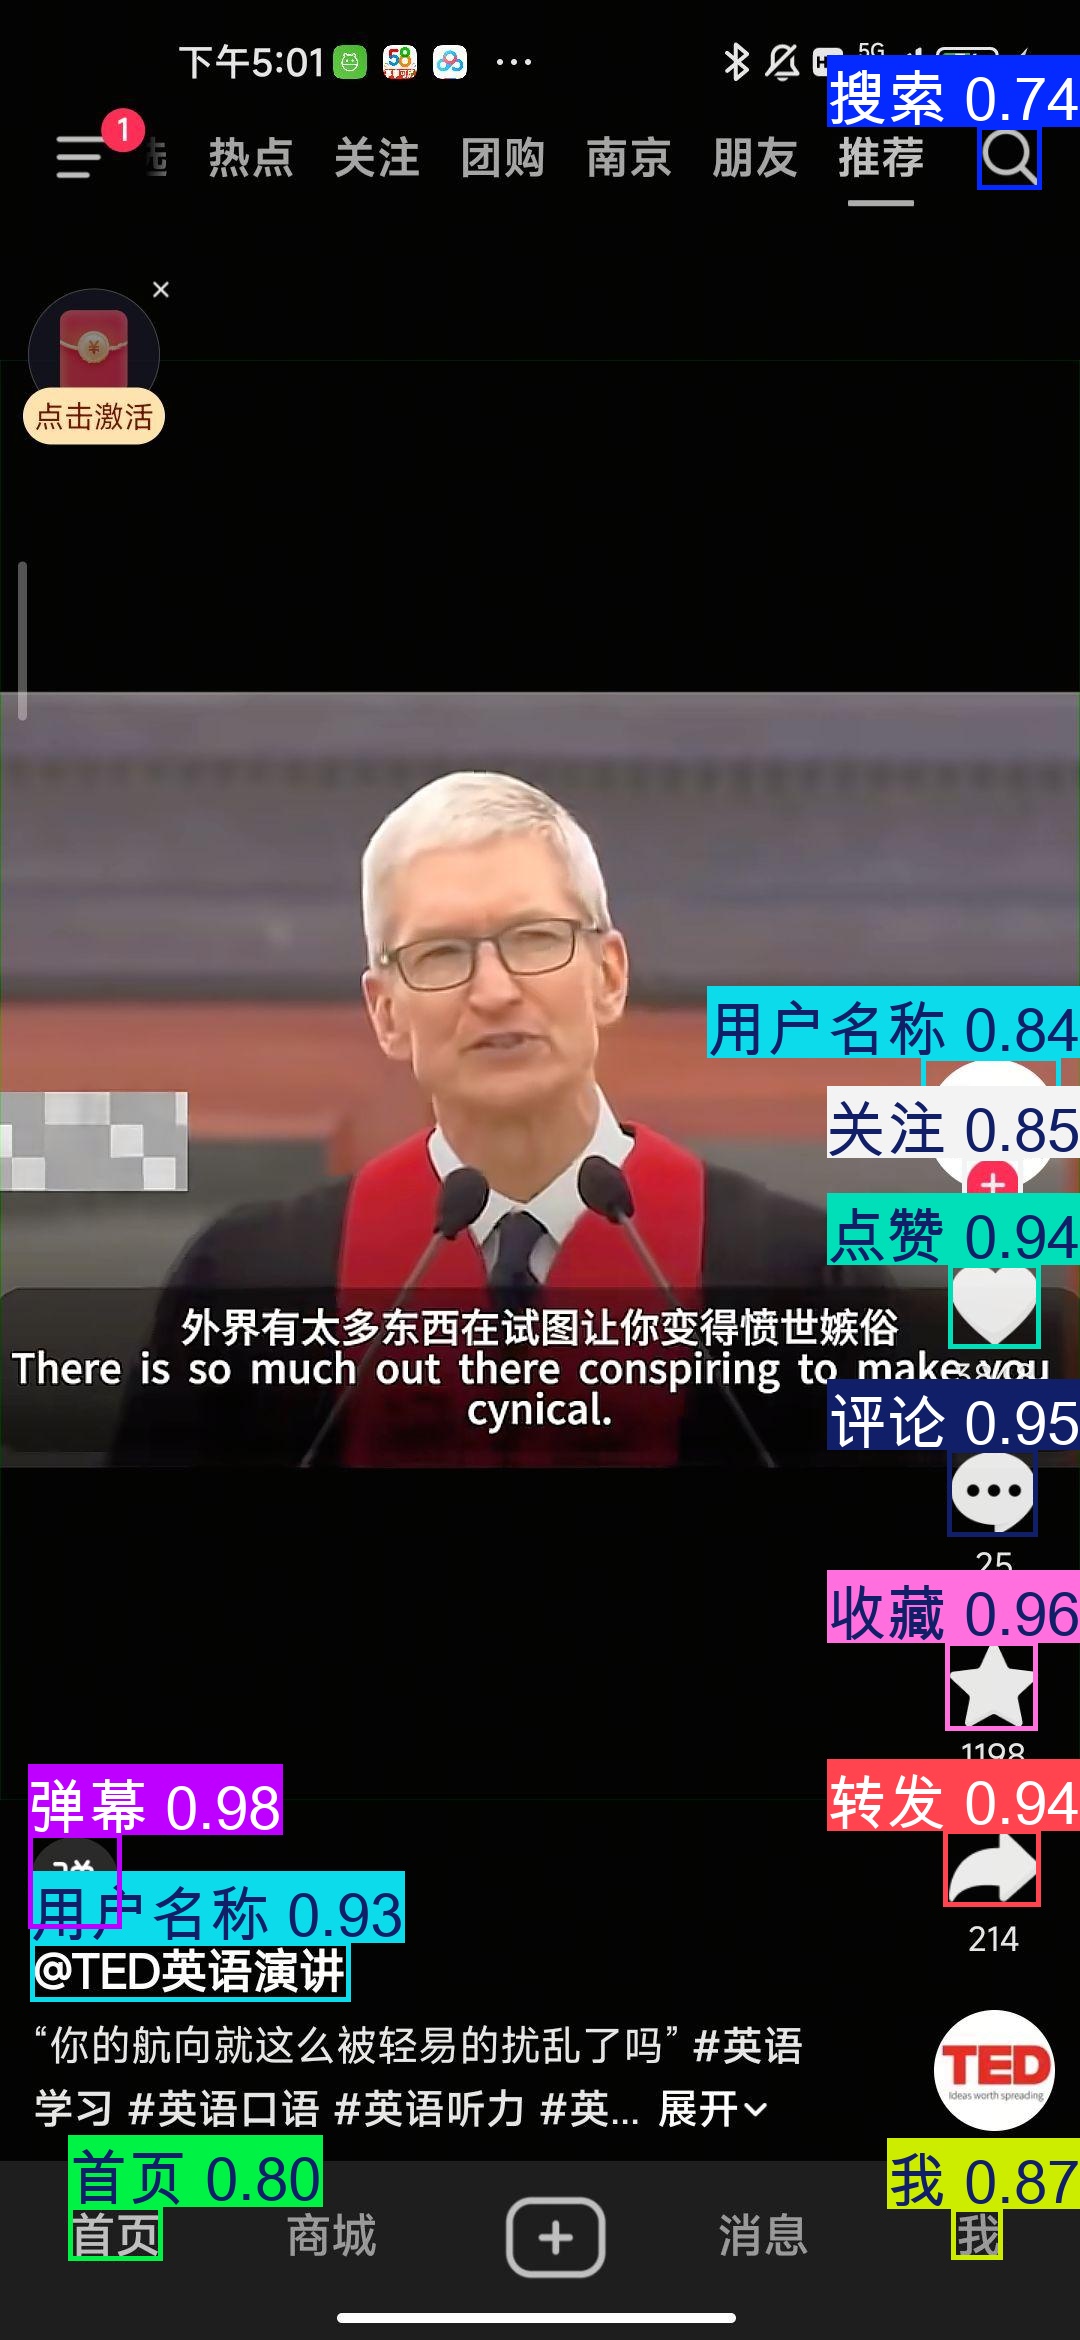 下午5:01
5G
搜索 0.74
1
热点 关注 团购 南京 朋友 推荐
点击激活
用户名称 0.84
关注 0.85
点赞 0.94
外界有太多东西在试图让你变得愤世嫉俗
There is so much out there conspiring to make you
cynical.
评论 0.95
25
收藏 0.96
1198
转发 0.94
214
弹幕 0.98
用户名称 0.93
@TED英语演讲
“你的航向就这么被轻易的扰乱了吗” #英语
学习 #英语口语 #英语听力 #英... 展开
TED
Ideas worth spreading
首页 0.80
我 0.87
首页 商城 消息 我